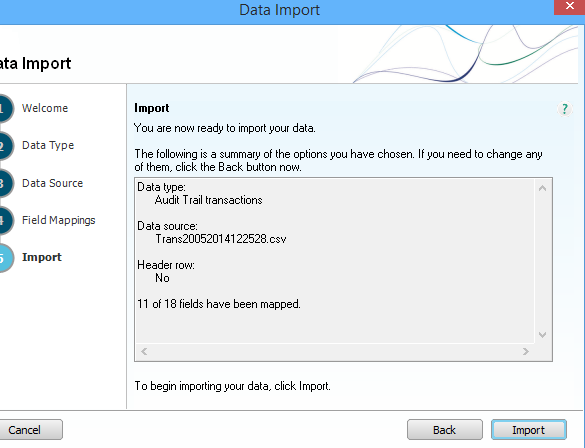 Data Import
ata Import
1 Welcome
2 Data Type
3 Data Source
4 Field Mappings
5 Import
Import
?
You are now ready to import your data.
The following is a summary of the options you have chosen. If you need to change any
of them, click the Back button now.
Data type:
Audit Trail transactions
Data source:
Trans20052014122528.csv
Header row:
No
11 of 18 fields have been mapped.
To begin importing your data, click Import.
Cancel
Back
Import